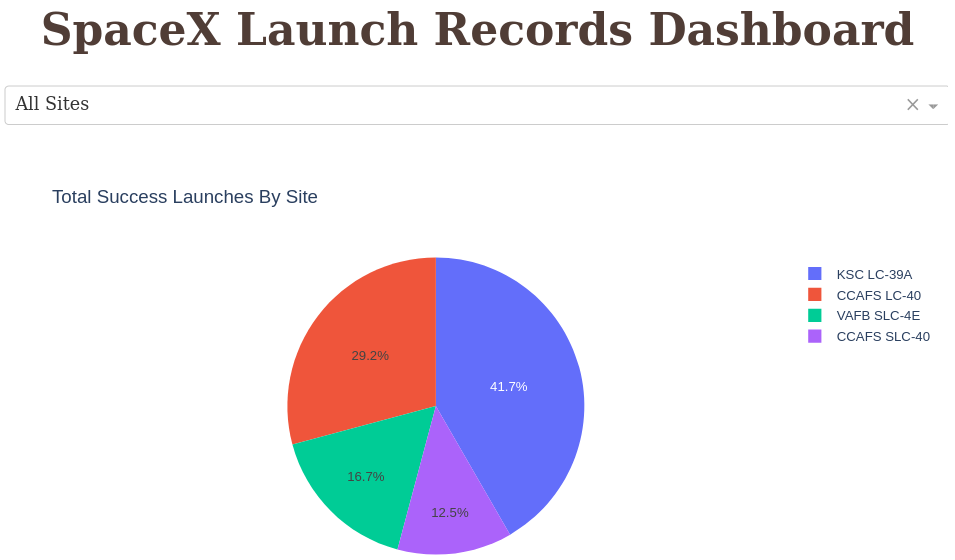 SpaceX Launch Records Dashboard
All Sites
Total Success Launches By Site
KSC LC-39A
CCAFS LC-40
VAFB SLC-4E
CCAFS SLC-40
29.2%
41.7%
16.7%
12.5%